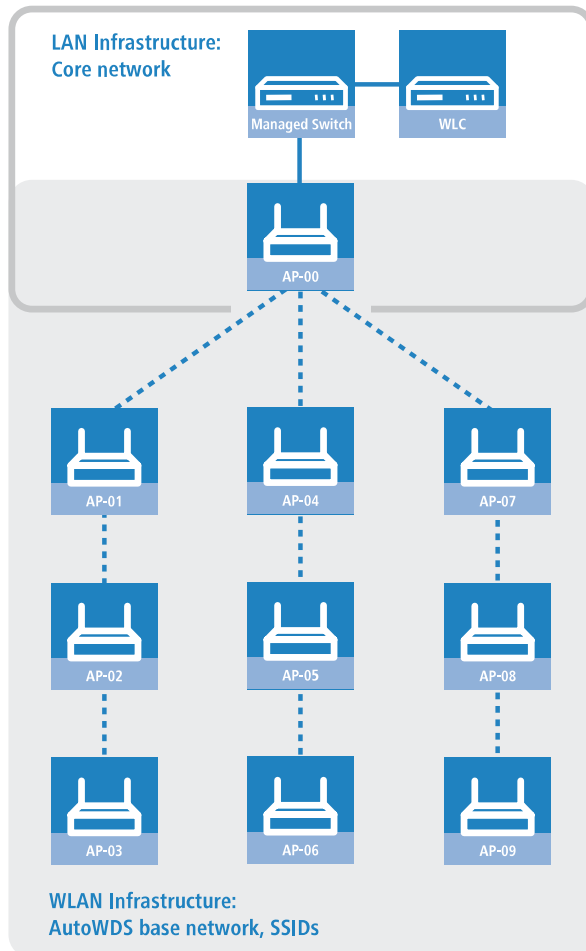 LAN Infrastructure:
Core network
Managed Switch
WLC
AP-00
AP-01
AP-04
AP-07
AP-02
AP-05
AP-08
AP-03
AP-06
AP-09
WLAN Infrastructure:
AutoWDS base network, SSIDs